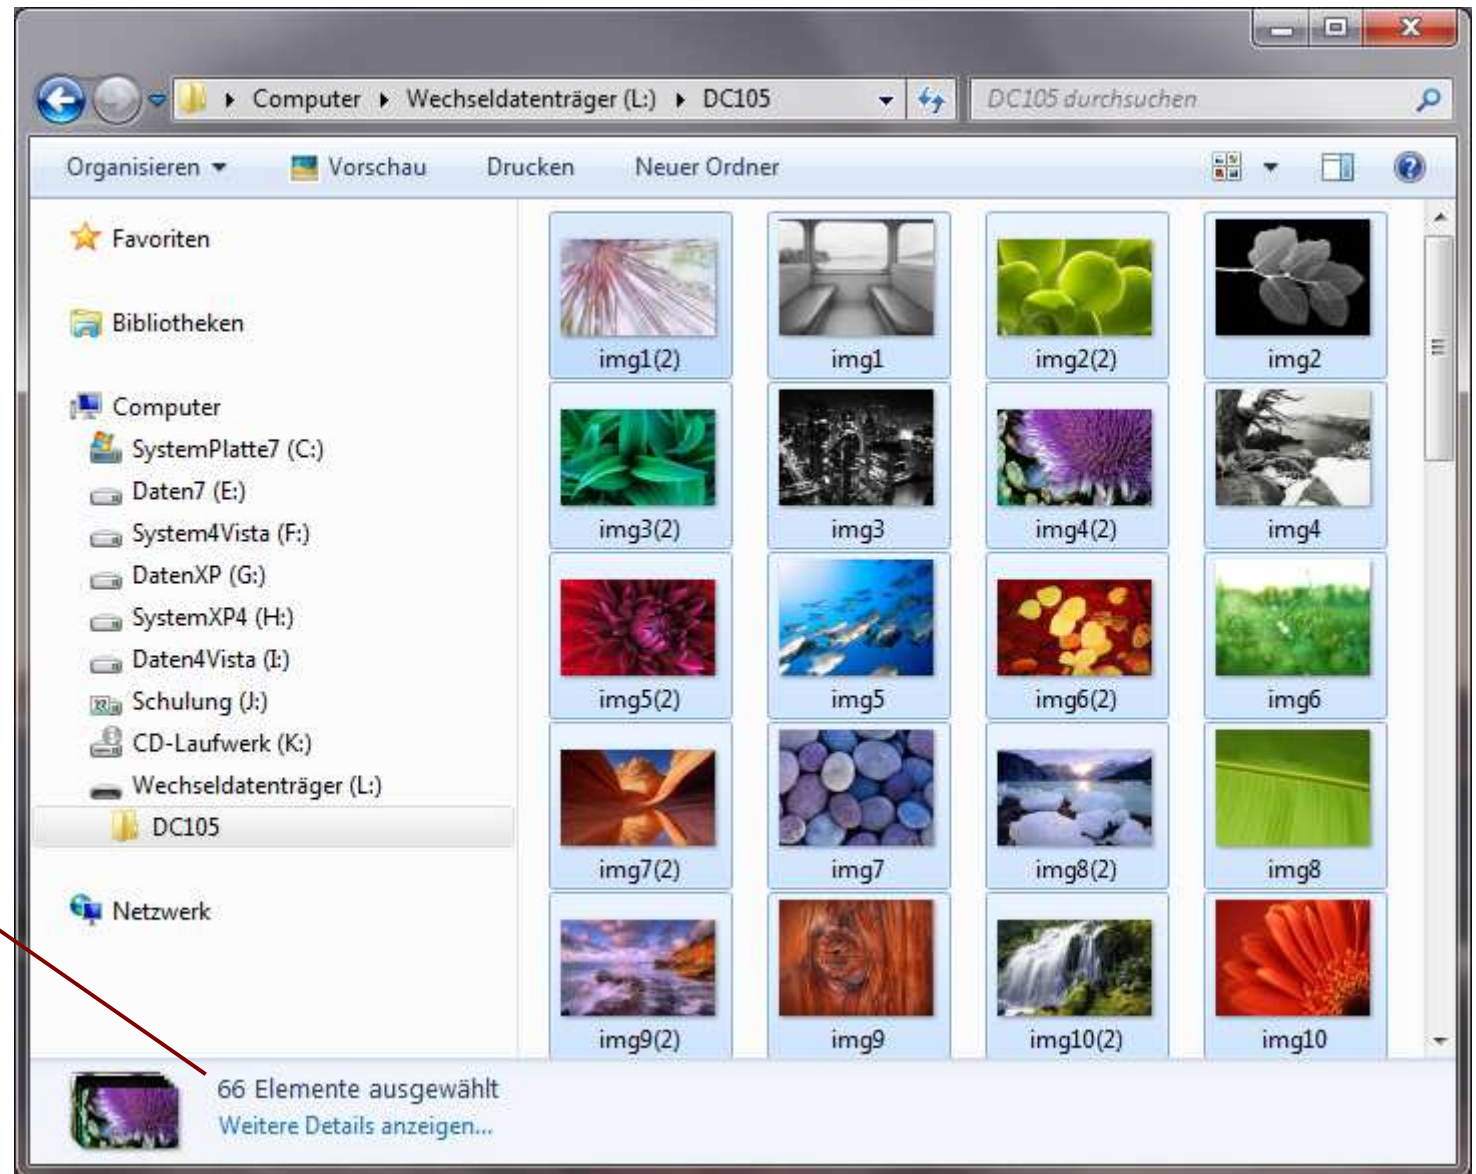 Computer Wechseldatenträger (L:) DC105 DC105 durchsuchen
Organisieren Vorschau Drucken Neuer Ordner
Favoriten
Bibliotheken
Computer
SystemPlatte7 (C:)
Daten7 (E:)
System4Vista (F:)
DatenXP (G:)
SystemXP4 (H:)
Daten4Vista (I:)
Schulung (J:)
CD-Laufwerk (K:)
Wechseldatenträger (L:)
DC105
Netzwerk
img1(2) img1 img2(2) img2
img3(2) img3 img4(2) img4
img5(2) img5 img6(2) img6
img7(2) img7 img8(2) img8
img9(2) img9 img10(2) img10
66 Elemente ausgewählt
Weitere Details anzeigen...